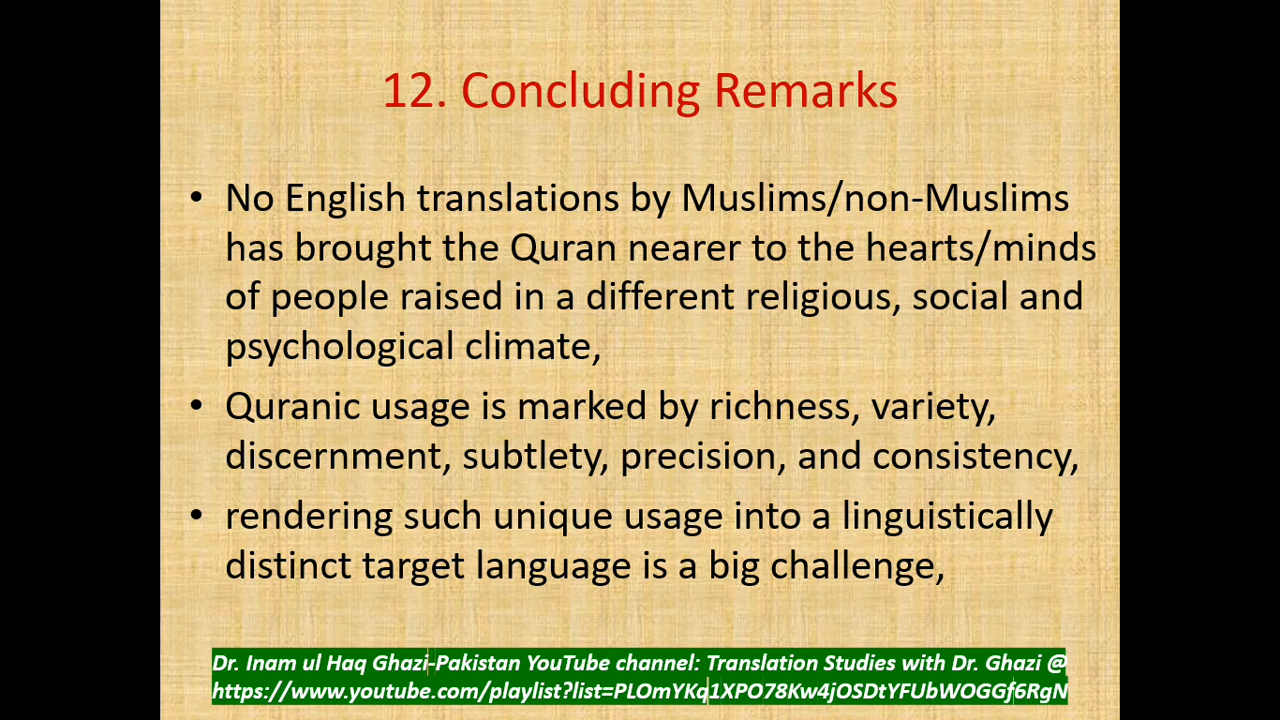 12. Concluding Remarks
• No English translations by Muslims/non-Muslims
has brought the Quran nearer to the hearts/minds
of people raised in a different religious, social and
psychological climate,
• Quranic usage is marked by richness, variety,
discernment, subtlety, precision, and consistency,
• rendering such unique usage into a linguistically
distinct target language is a big challenge,
Dr. Inam ul Haq Ghazi-Pakistan YouTube channel: Translation Studies with Dr. Ghazi @
https://www.youtube.com/playlist?list=PLOmYKq1XPO78Kw4jOSDtYFUbWOGGf6RgN